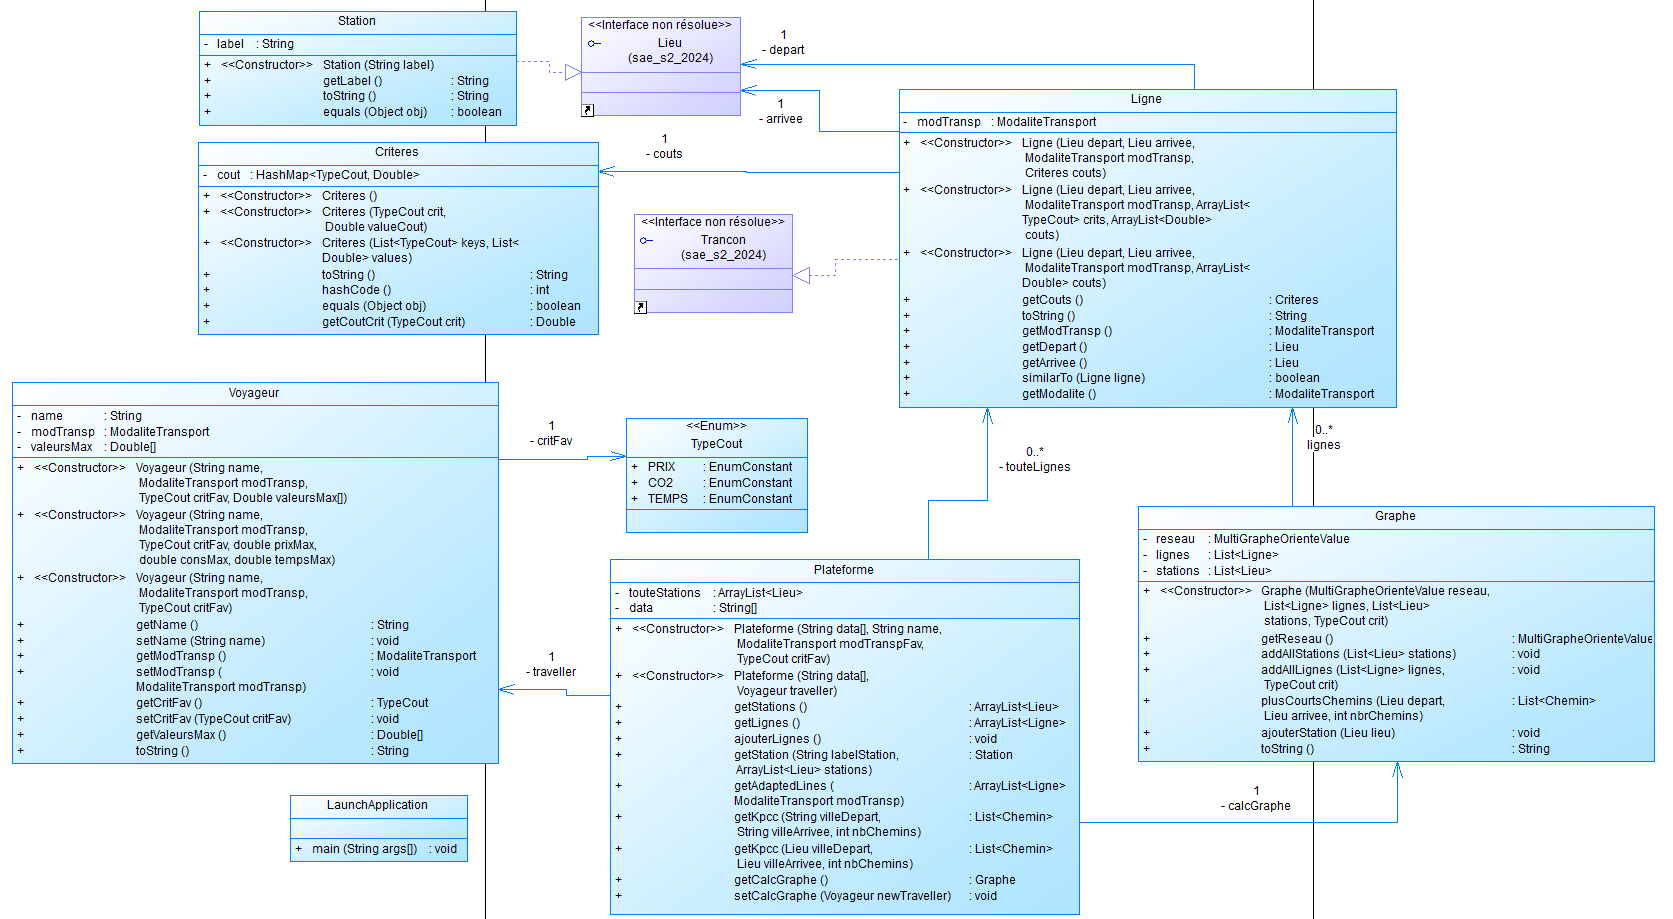 Station
- label : String
+ <<Constructor>> Station (String label)
+ getLabel () : String
+ toString () : String
+ equals (Object obj) : boolean
<<Interface non résolue>>
Lieu
(sae_s2_2024)
1
- depart
1
- arrivee
Ligne
- modTransp : ModaliteTransport
+ <<Constructor>> Ligne (Lieu depart, Lieu arrivee,
ModaliteTransport modTransp,
Criteres couts)
+ <<Constructor>> Ligne (Lieu depart, Lieu arrivee,
ModaliteTransport modTransp, ArrayList<
TypeCout> crits, ArrayList<Double>
couts)
+ <<Constructor>> Ligne (Lieu depart, Lieu arrivee,
ModaliteTransport modTransp, ArrayList<
Double> couts)
+ getCouts () : Criteres
+ toString () : String
+ getModTransp () : ModaliteTransport
+ getDepart () : Lieu
+ getArrivee () : Lieu
+ similarTo (Ligne ligne) : boolean
+ getModalite () : ModaliteTransport
Criteres
- cout : HashMap<TypeCout, Double>
+ <<Constructor>> Criteres ()
+ <<Constructor>> Criteres (TypeCout crit,
Double valueCout)
+ <<Constructor>> Criteres (List<TypeCout> keys, List<
Double> values)
+ toString () : String
+ hashCode () : int
+ equals (Object obj) : boolean
+ getCoutCrit (TypeCout crit) : Double
1
- couts
<<Interface non résolue>>
Trancon
(sae_s2_2024)
Voyageur
- name : String
- modTransp : ModaliteTransport
- valeursMax : Double[]
+ <<Constructor>> Voyageur (String name,
ModaliteTransport modTransp,
TypeCout critFav, Double valeursMax[])
+ <<Constructor>> Voyageur (String name,
ModaliteTransport modTransp,
TypeCout critFav, double prixMax,
double consMax, double tempsMax)
+ <<Constructor>> Voyageur (String name,
ModaliteTransport modTransp,
TypeCout critFav)
+ getName () : String
+ setName (String name) : void
+ getModTransp () : ModaliteTransport
+ setModTransp ( : void
ModaliteTransport modTransp)
+ getCritFav () : TypeCout
+ setCritFav (TypeCout critFav) : void
+ getValeursMax () : Double[]
+ toString () : String
1
- critFav
<<Enum>>
TypeCout
+ PRIX : EnumConstant
+ CO2 : EnumConstant
+ TEMPS : EnumConstant
0..*
- touteLignes
0..*
lignes
Plateforme
- touteStations : ArrayList<Lieu>
- data : String[]
+ <<Constructor>> Plateforme (String data[], String name,
ModaliteTransport modTranspFav,
TypeCout critFav)
+ <<Constructor>> Plateforme (String data[],
Voyageur traveller)
+ getStations () : ArrayList<Lieu>
+ getLignes () : ArrayList<Ligne>
+ ajouterLignes () : void
+ getStation (String labelStation, : Station
ArrayList<Lieu> stations)
+ getAdaptedLines ( : ArrayList<Ligne>
ModaliteTransport modTransp)
+ getKpcc (String villeDepart, : List<Chemin>
String villeArrivee, int nbChemins)
+ getKpcc (Lieu villeDepart, : List<Chemin>
Lieu villeArrivee, int nbChemins)
+ getCalcGraphe () : Graphe
+ setCalcGraphe (Voyageur newTraveller) : void
1
- traveller
Graphe
- reseau : MultiGrapheOrienteValue
- lignes : List<Ligne>
- stations : List<Lieu>
+ <<Constructor>> Graphe (MultiGrapheOrienteValue reseau,
List<Ligne> lignes, List<Lieu>
stations, TypeCout crit)
+ getReseau () : MultiGrapheOrienteValue
+ addAllStations (List<Lieu> stations) : void
+ addAllLignes (List<Ligne> lignes, : void
TypeCout crit)
+ plusCourtsChemins (Lieu depart, : List<Chemin>
Lieu arrivee, int nbrChemins)
+ ajouterStation (Lieu lieu) : void
+ toString () : String
1
- calcGraphe
LaunchApplication
+ main (String args[]) : void